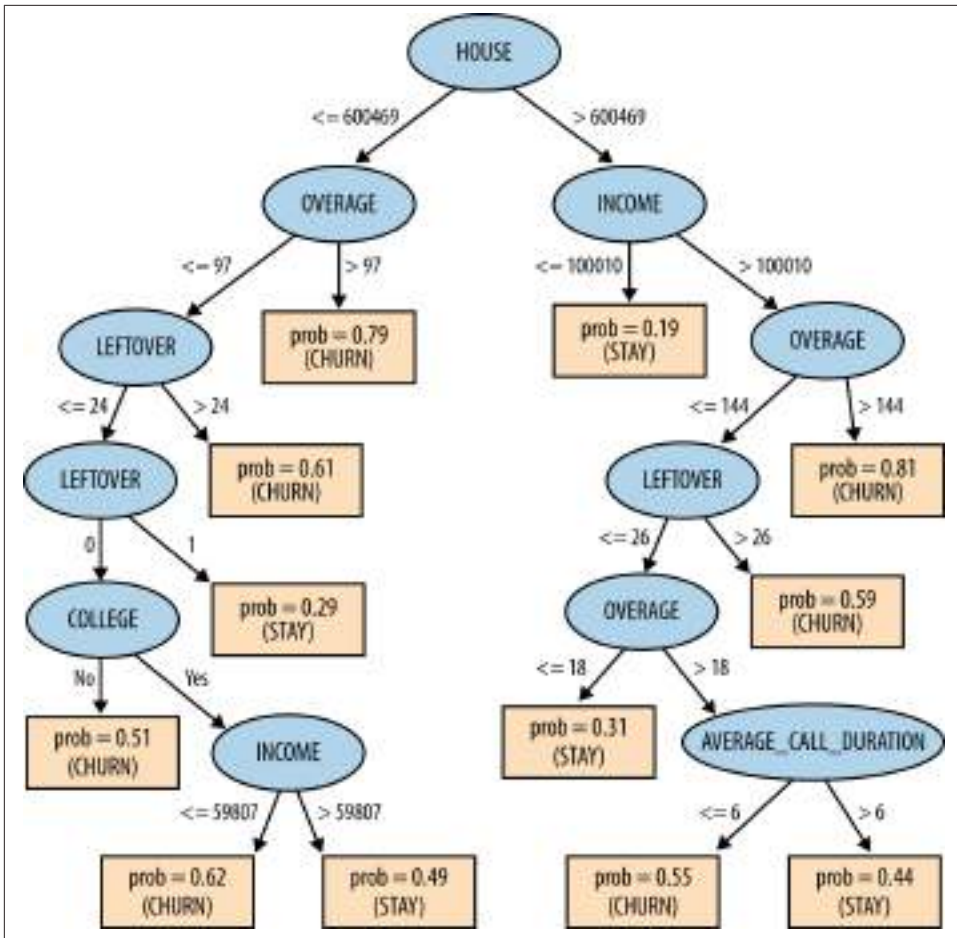 HOUSE
<= 600469
> 600469
OVERAGE
INCOME
<= 97
> 97
<= 100010
> 100010
LEFTOVER
prob = 0.79
(CHURN)
prob = 0.19
(STAY)
OVERAGE
<= 24
> 24
<= 144
> 144
LEFTOVER
prob = 0.61
(CHURN)
LEFTOVER
prob = 0.81
(CHURN)
0
1
<= 26
> 26
COLLEGE
prob = 0.29
(STAY)
OVERAGE
prob = 0.59
(CHURN)
No
Yes
<= 18
> 18
prob = 0.51
(CHURN)
INCOME
prob = 0.31
(STAY)
AVERAGE_CALL_DURATION
<= 59807
> 59807
<= 6
> 6
prob = 0.62
(CHURN)
prob = 0.49
(STAY)
prob = 0.55
(CHURN)
prob = 0.44
(STAY)